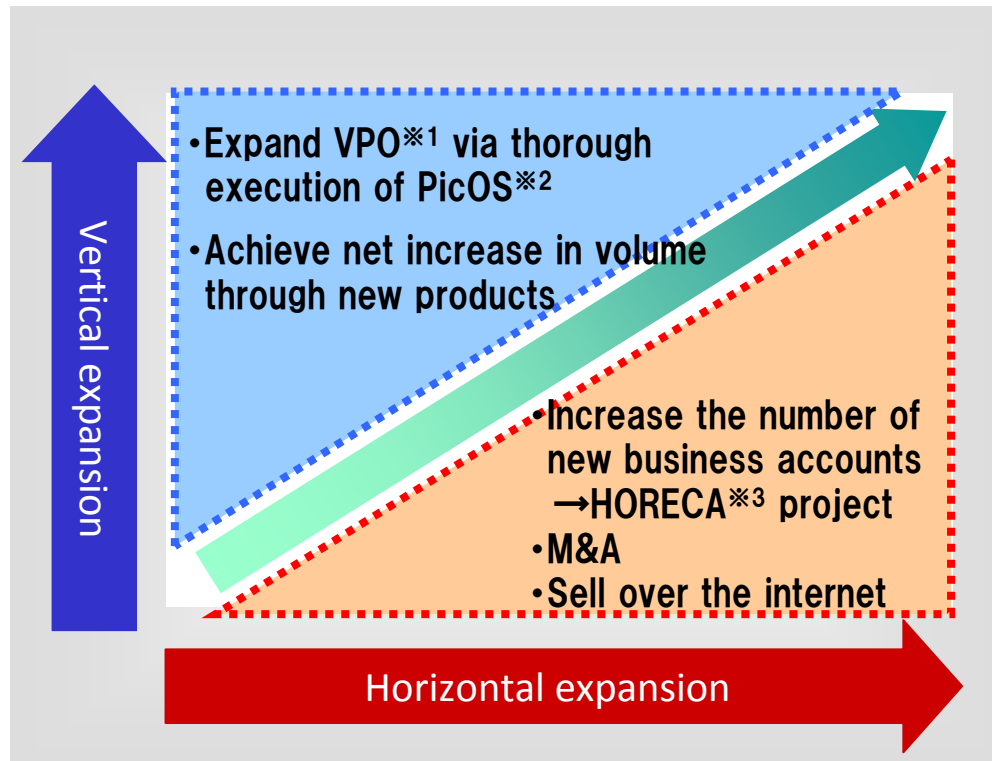 Vertical expansion
・Expand VPO※1 via thorough
execution of PicOS※2
・Achieve net increase in volume
through new products
・Increase the number of
new business accounts
→HORECA※3 project
・M&A
・Sell over the internet
Horizontal expansion